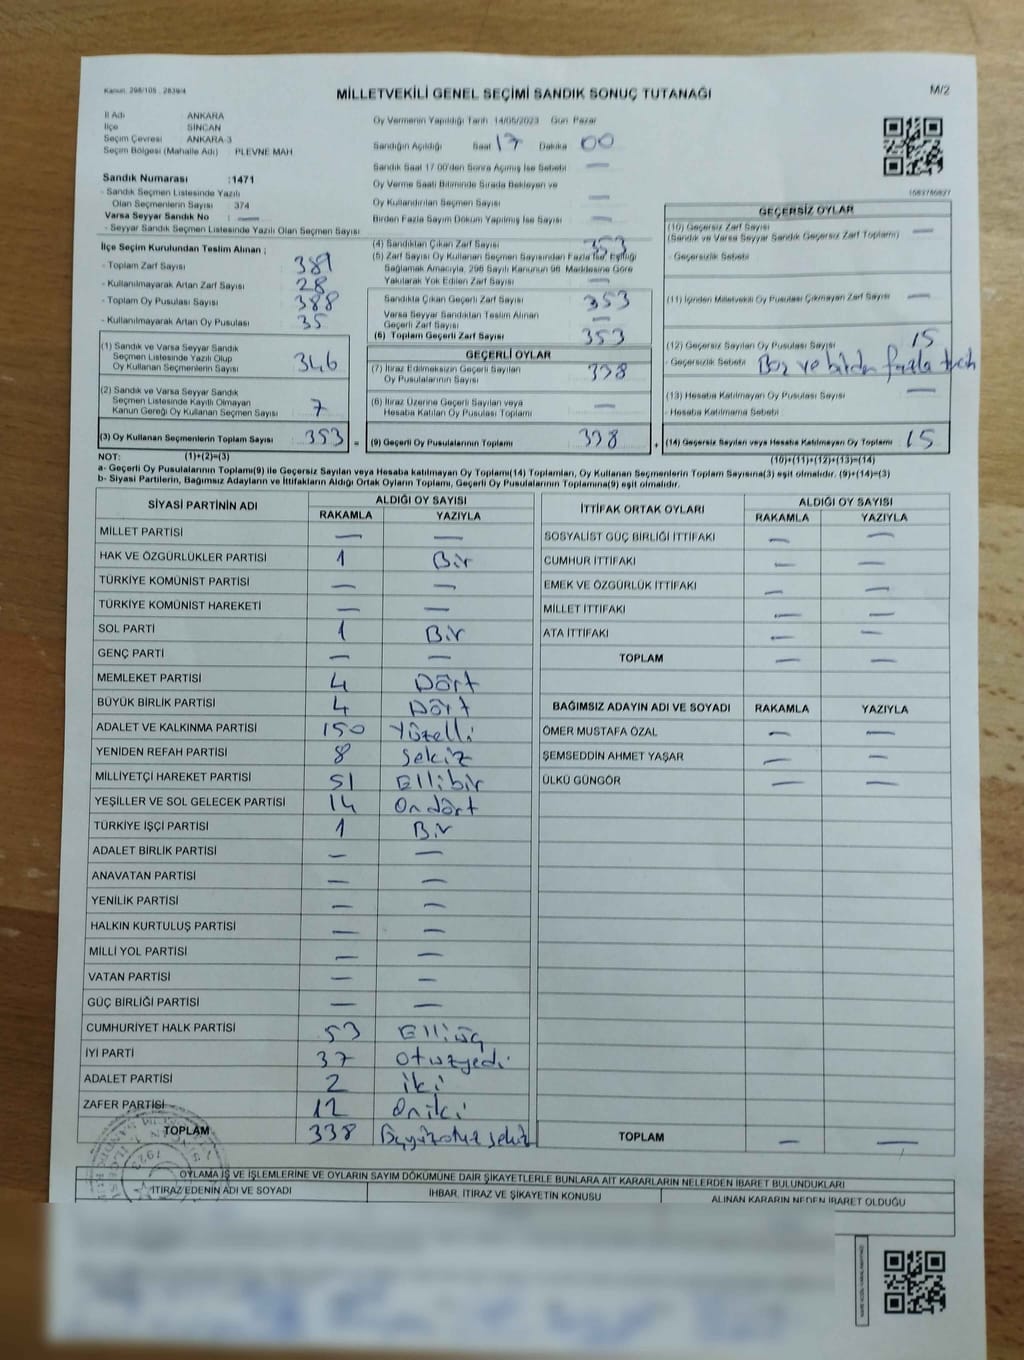 Kanun: 298/105 , 2839/4
MİLLETVEKİLİ GENEL SEÇİMİ SANDIK SONUÇ TUTANAĞI
M/2
İl Adı ANKARA
İlçe SİNCAN
Seçim Çevresi ANKARA-3
Seçim Bölgesi (Mahalle Adı) PLEVNE MAH
Sandık Numarası :1471
- Sandık Seçmen Listesinde Yazılı
Olan Seçmenlerin Sayısı 374
Varsa Seyyar Sandık No : —
- Seyyar Sandık Seçmen Listesinde Yazılı Olan Seçmen Sayısı
Oy Vermenin Yapıldığı Tarih 14/05/2023 Gün Pazar
Sandığın Açıldığı Saat 17 Dakika 00
Sandık Saat 17:00'den Sonra Açılmış İse Sebebi —
Oy Verme Saati Bitiminde Sırada Bekleyen ve
Oy Kullandırılan Seçmen Sayısı —
Birden Fazla Sayım Döküm Yapılmış İse Sayısı —
İlçe Seçim Kurulundan Teslim Alınan ;
- Toplam Zarf Sayısı 381
- Kullanılmayarak Artan Zarf Sayısı 28
- Toplam Oy Pusulası Sayısı 388
- Kullanılmayarak Artan Oy Pusulası 35
(1) Sandık ve Varsa Seyyar Sandık
Seçmen Listesinde Yazılı Olup
Oy Kullanan Seçmenlerin Sayısı 346
(2) Sandık ve Varsa Seyyar Sandık
Seçmen Listesinde Kayıtlı Olmayan
Kanun Gereği Oy Kullanan Seçmen Sayısı 7
(3) Oy Kullanan Seçmenlerin Toplam Sayısı 353 =
(4) Sandıktan Çıkan Zarf Sayısı 353
(5) Zarf Sayısı Oy Kullanan Seçmen Sayısından Fazla İse Eşitliği
Sağlamak Amacıyla, 298 Sayılı Kanunun 98. Maddesine Göre
Yakılarak Yok Edilen Zarf Sayısı —
Sandıkta Çıkan Geçerli Zarf Sayısı 353
Varsa Seyyar Sandıktan Teslim Alınan
Geçerli Zarf Sayısı —
(6) Toplam Geçerli Zarf Sayısı 353
GEÇERLİ OYLAR
(7) İtiraz Edilmeksizin Geçerli Sayılan
Oy Pusulalarının Sayısı 338
(8) İtiraz Üzerine Geçerli Sayılan veya
Hesaba Katılan Oy Pusulası Toplamı —
(9) Geçerli Oy Pusulalarının Toplamı 338 +
GEÇERSİZ OYLAR
(10) Geçersiz Zarf Sayısı
(Sandık ve Varsa Seyyar Sandık Geçersiz Zarf Toplamı) —
- Geçersizlik Sebebi
(11) İçinden Milletvekili Oy Pusulası Çıkmayan Zarf Sayısı —
(12) Geçersiz Sayılan Oy Pusulası Sayısı 15
- Geçersizlik Sebebi Boş ve birden fazla
(13) Hesaba Katılmayan Oy Pusulası Sayısı —
- Hesaba Katılmama Sebebi
(14) Geçersiz Sayılan veya Hesaba Katılmayan Oy Toplamı 15
NOT: (1)+(2)=(3) (10)+(11)+(12)+(13)=(14)
a- Geçerli Oy Pusulalarının Toplamı(9) ile Geçersiz Sayılan veya Hesaba katılmayan Oy Toplamı(14) Toplamları, Oy Kullanan Seçmenlerin Toplam Sayısına(3) eşit olmalıdır. (9)+(14)=(3)
b- Siyasi Partilerin, Bağımsız Adayların ve İttifakların Aldığı Ortak Oyların Toplamı, Geçerli Oy Pusulalarının Toplamına(9) eşit olmalıdır.
SİYASİ PARTİNİN ADI ALDIĞI OY SAYISI
RAKAMLA YAZIYLA
MİLLET PARTİSİ — —
HAK VE ÖZGÜRLÜKLER PARTİSİ 1 Bir
TÜRKİYE KOMÜNİST PARTİSİ — —
TÜRKİYE KOMÜNİST HAREKETİ — —
SOL PARTİ 1 Bir
GENÇ PARTİ — —
MEMLEKET PARTİSİ 4 Dört
BÜYÜK BİRLİK PARTİSİ 4 Dört
ADALET VE KALKINMA PARTİSİ 150 Yüzelli
YENİDEN REFAH PARTİSİ 8 Sekiz
MİLLİYETÇİ HAREKET PARTİSİ 51 Ellibir
YEŞİLLER VE SOL GELECEK PARTİSİ 14 Ondört
TÜRKİYE İŞÇİ PARTİSİ 1 Bir
ADALET BİRLİK PARTİSİ — —
ANAVATAN PARTİSİ — —
YENİLİK PARTİSİ — —
HALKIN KURTULUŞ PARTİSİ — —
MİLLİ YOL PARTİSİ — —
VATAN PARTİSİ — —
GÜÇ BİRLİĞİ PARTİSİ — —
CUMHURİYET HALK PARTİSİ 53 Elliüç
İYİ PARTİ 37 Otuzyedi
ADALET PARTİSİ 2 iki
ZAFER PARTİSİ 12 Oniki
TOPLAM 338 Üçyüzotuzsekiz
İTTİFAK ORTAK OYLARI ALDIĞI OY SAYISI
RAKAMLA YAZIYLA
SOSYALİST GÜÇ BİRLİĞİ İTTİFAKI — —
CUMHUR İTTİFAKI — —
EMEK VE ÖZGÜRLÜK İTTİFAKI — —
MİLLET İTTİFAKI — —
ATA İTTİFAKI — —
TOPLAM — —
BAĞIMSIZ ADAYIN ADI VE SOYADI RAKAMLA YAZIYLA
ÖMER MUSTAFA ÖZAL — —
ŞEMSEDDİN AHMET YAŞAR — —
ÜLKÜ GÜNGÖR — —
TOPLAM — —
OYLAMA İŞ VE İŞLEMLERİNE VE OYLARIN SAYIM DÖKÜMÜNE DAİR ŞİKAYETLERLE BUNLARA AİT KARARLARIN NELERDEN İBARET BULUNDUKLARI
İTİRAZ EDENİN ADI VE SOYADI İHBAR, İTİRAZ VE ŞİKAYETİN KONUSU ALINAN KARARIN NEDEN İBARET OLDUĞU